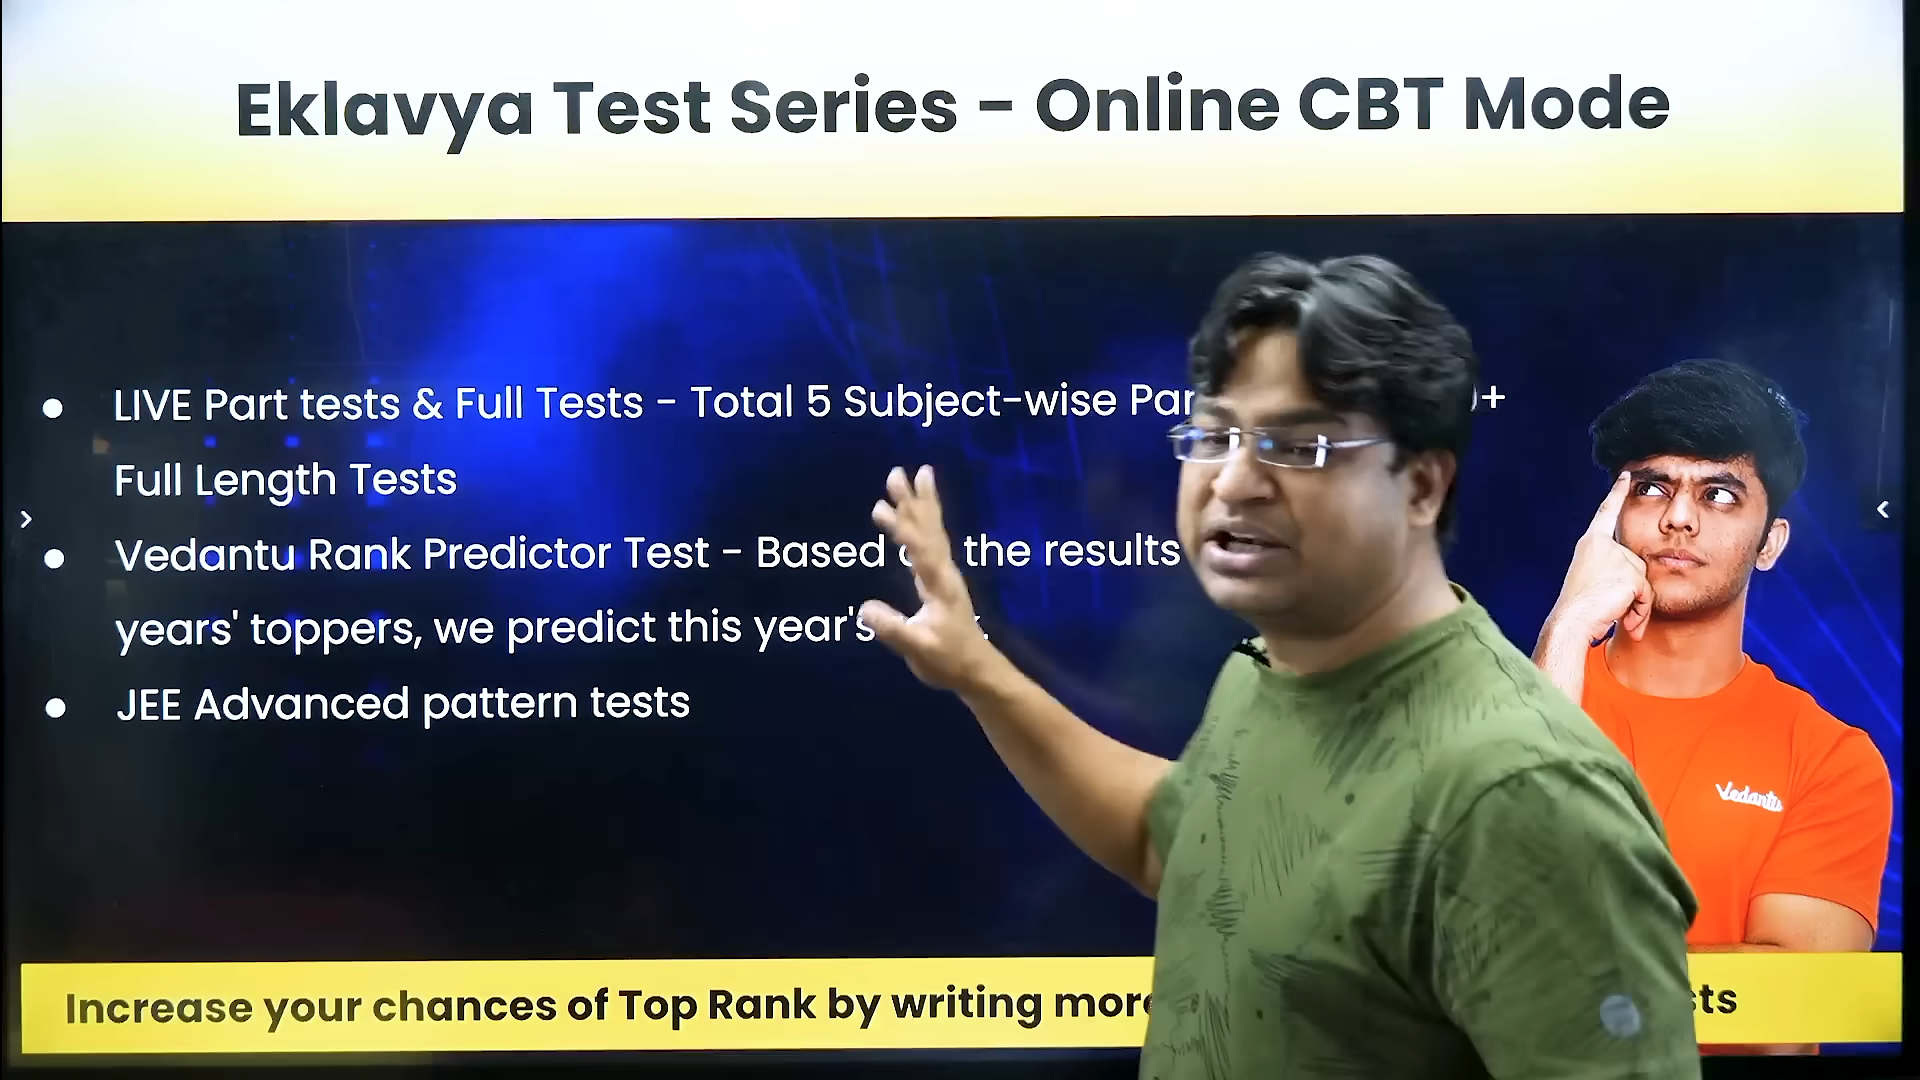 Eklavya Test Series - Online CBT Mode
LIVE Part tests & Full Tests - Total 5 Subject-wise
Full Length Tests
Vedantu Rank Predictor Test - Based the results
years' toppers, we predict this year's
JEE Advanced pattern tests
Vedantu
Increase your chances of Top Rank by writing